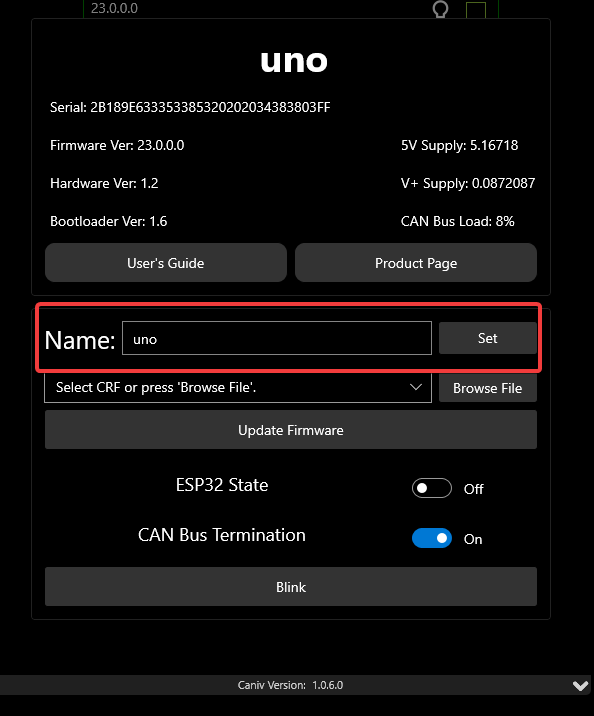 23.0.0.0
uno
Serial: 2B189E6333533853202020343838​03FF
Firmware Ver: 23.0.0.0
5V Supply: 5.16718
Hardware Ver: 1.2
V+ Supply: 0.0872087
Bootloader Ver: 1.6
CAN Bus Load: 8%
User's Guide
Product Page
Name: uno Set
Select CRF or press 'Browse File'.
Browse File
Update Firmware
ESP32 State
Off
CAN Bus Termination
On
Blink
Caniv Version: 1.0.6.0